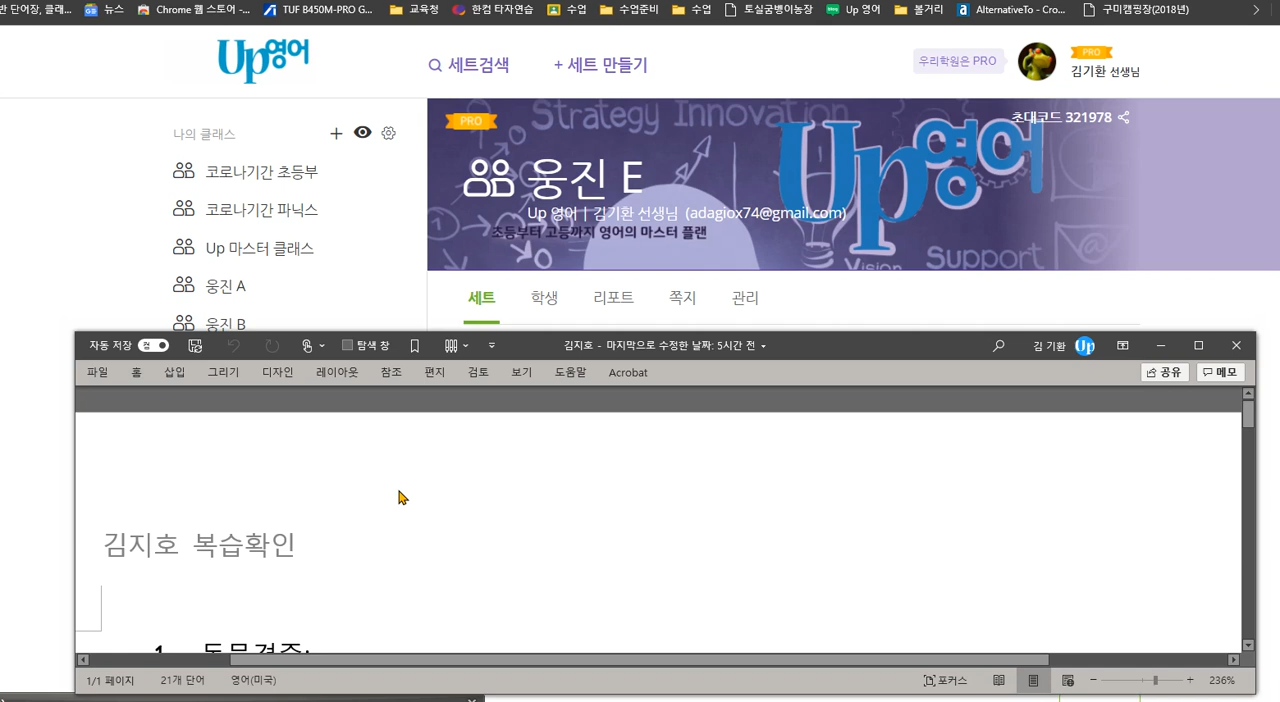 반 단어장, 클래... 뉴스 Chrome 웹 스토어 -... TUF B450M-PRO G... 교육청 한컴 타자연습 수업 수업준비 수업 토실굼벵이농장 Up 영어 볼거리 AlternativeTo - Cro... 구미캠핑장(2018년)
Up영어 세트검색 + 세트 만들기 우리학원은 PRO PRO
김기환 선생님
나의 클래스
코로나기간 초등부
코로나기간 파닉스
Up 마스터 클래스
웅진 A
웅진 B
PRO Strategy Innovation 초대코드 321978
웅진 E Up영어
Up 영어 | 김기환 선생님 (adagiox74@gmail.com)
초등부터 고등까지 영어의 마스터 플랜
Vision Support
세트 학생 리포트 쪽지 관리
자동 저장 켬 탐색 창 김지호 - 마지막으로 수정한 날짜: 5시간 전 김 기환 Up
파일 홈 삽입 그리기 디자인 레이아웃 참조 편지 검토 보기 도움말 Acrobat 공유 메모
김지호 복습확인
1/1 페이지 21개 단어 영어(미국) 포커스 236%